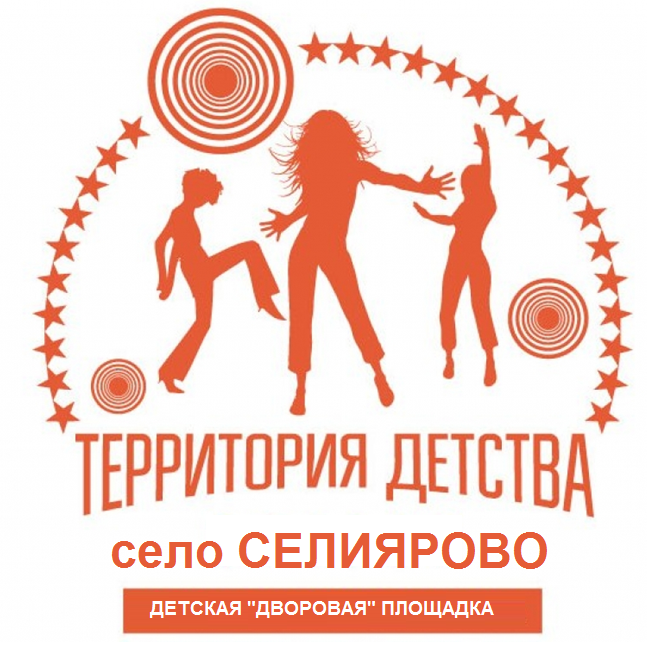 ТЕРРИТОРИЯ ДЕТСТВА
село СЕЛИЯРОВО
ДЕТСКАЯ "ДВОРОВАЯ" ПЛОЩАДКА